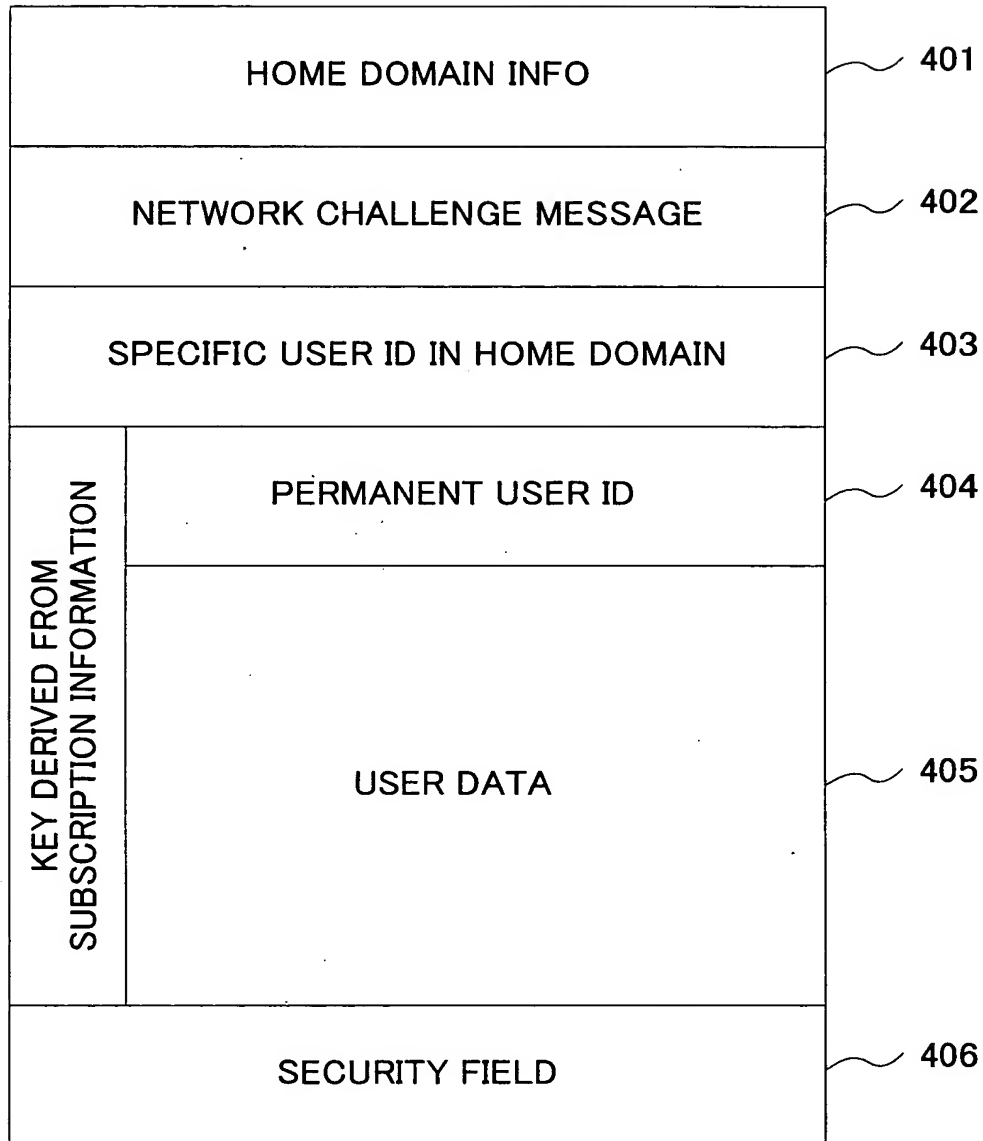 HOME DOMAIN INFO
401
NETWORK CHALLENGE MESSAGE
402
SPECIFIC USER ID IN HOME DOMAIN
403
KEY DERIVED FROM
SUBSCRIPTION INFORMATION
PERMANENT USER ID
404
USER DATA
405
SECURITY FIELD
406